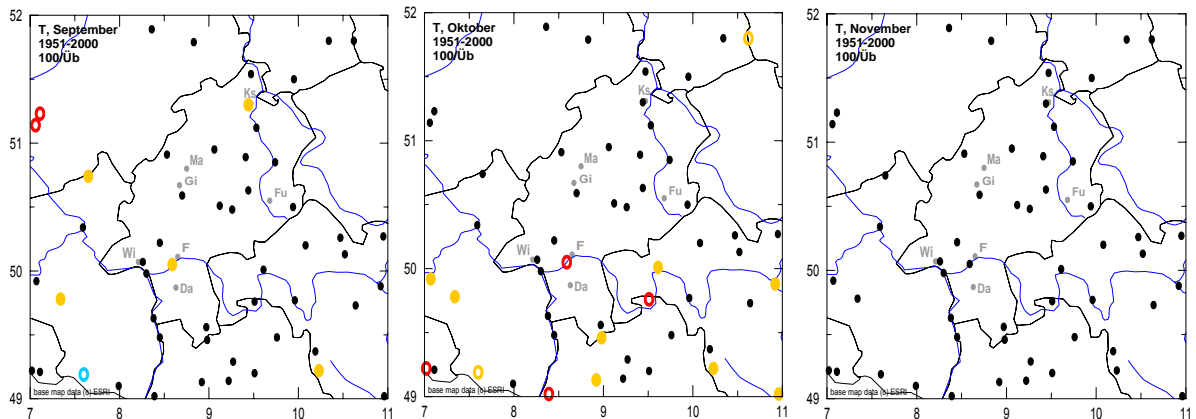 T, September
1951-2000
100/Üb
Ks
Ma
Gi
Fu
Wi
F
Da
base map data (c) ESRI
52
51
50
49
7
8
9
10
11
T, Oktober
1951-2000
100/Üb
Ks
Ma
Gi
Fu
Wi
F
Da
base map data (c) ESRI
52
51
50
49
7
8
9
10
11
T, November
1951-2000
100/Üb
Ks
Ma
Gi
Fu
Wi
F
Da
base map data (c) ESRI
52
51
50
49
7
8
9
10
11